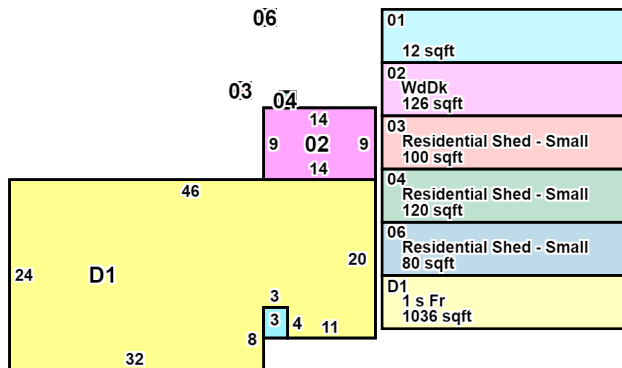 06
03
04
14
9
02
9
14
46
24
D1
20
3
3
4
11
8
32
01
12 sqft
02
WdDk
126 sqft
03
Residential Shed - Small
100 sqft
04
Residential Shed - Small
120 sqft
06
Residential Shed - Small
80 sqft
D1
1 s Fr
1036 sqft